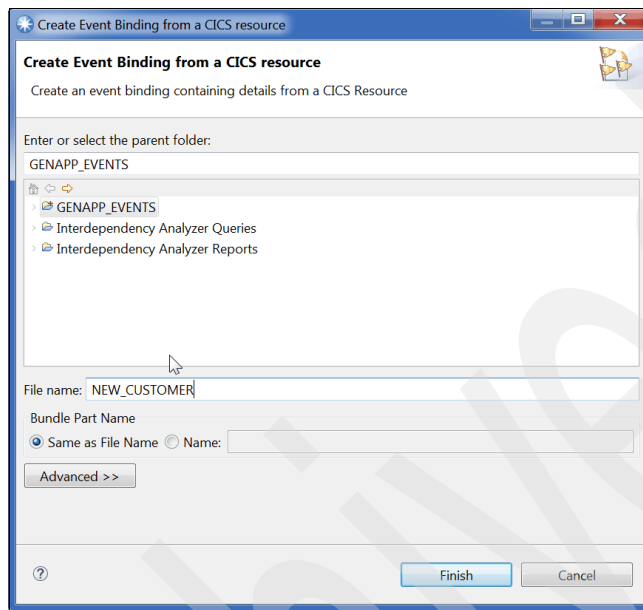 Create Event Binding from a CICS resource
Create Event Binding from a CICS resource
Create an event binding containing details from a CICS Resource
Enter or select the parent folder:
GENAPP_EVENTS
GENAPP_EVENTS
Interdependency Analyzer Queries
Interdependency Analyzer Reports
File name: NEW_CUSTOMER
Bundle Part Name
Same as File Name Name:
Advanced >>
? Finish Cancel